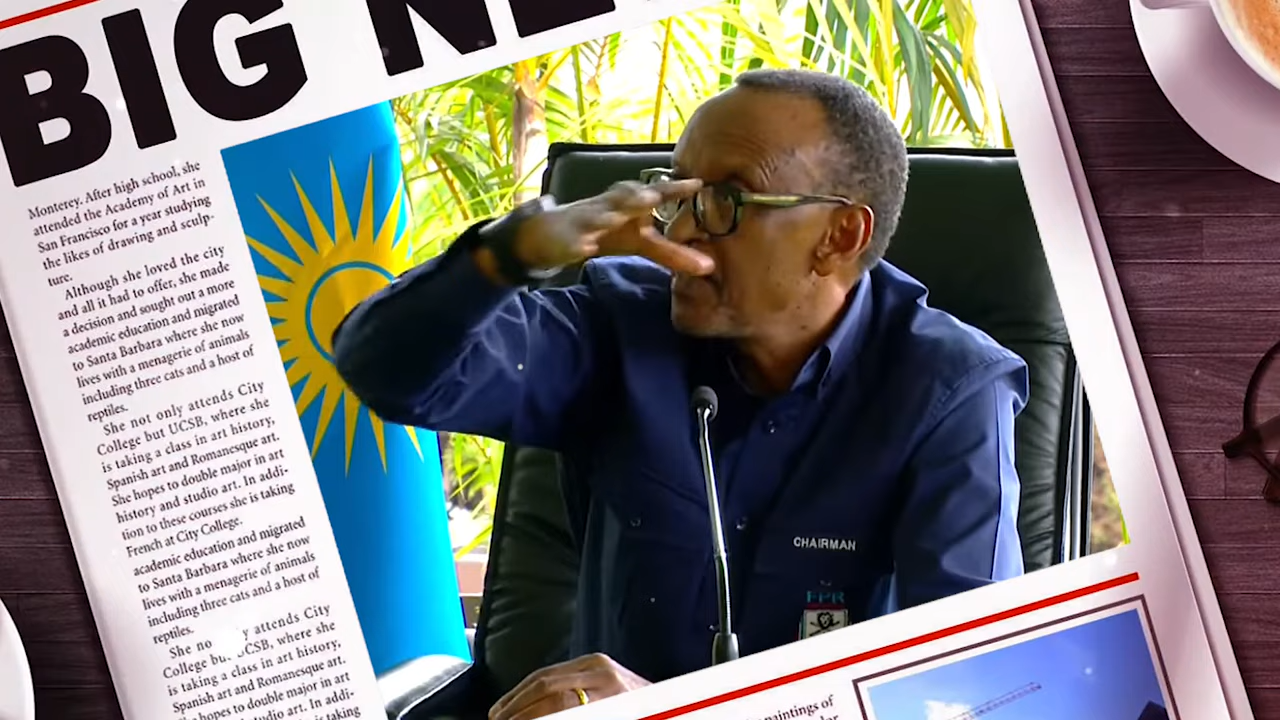 BIG NE
Monterey. After high school, she
attended the Academy of Art in
San Francisco for a year studying
the likes of drawing and sculp-
ture.
Although she loved the city
and all it had to offer, she made
a decision and sought out a more
academic education and migrated
to Santa Barbara where she now
lives with a menagerie of animals
including three cats and a host of
reptiles.
She not only attends City
College but UCSB, where she
is taking a class in art history,
Spanish art and Romanesque art.
She hopes to double major in art
history and studio art. In addi-
tion to these courses she is taking
French at City College.
academic education and migrated
to Santa Barbara where she now
lives with a menagerie of animals
including three cats and a host of
reptiles.
She no y attends City
College bu UCSB, where she
is taking a class in art history,
Spanish art and Romanesque art.
hopes to double major in art
studio art. In addi-
is taking
CHAIRMAN
FPR
paintings of